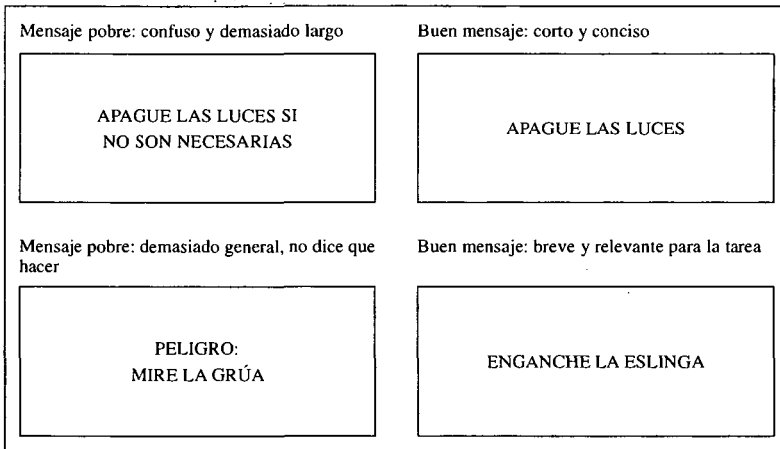 Mensaje pobre: confuso y demasiado largo
APAGUE LAS LUCES SI
NO SON NECESARIAS
Buen mensaje: corto y conciso
APAGUE LAS LUCES
Mensaje pobre: demasiado general, no dice que
hacer
PELIGRO:
MIRE LA GRÚA
Buen mensaje: breve y relevante para la tarea
ENGANCHE LA ESLINGA